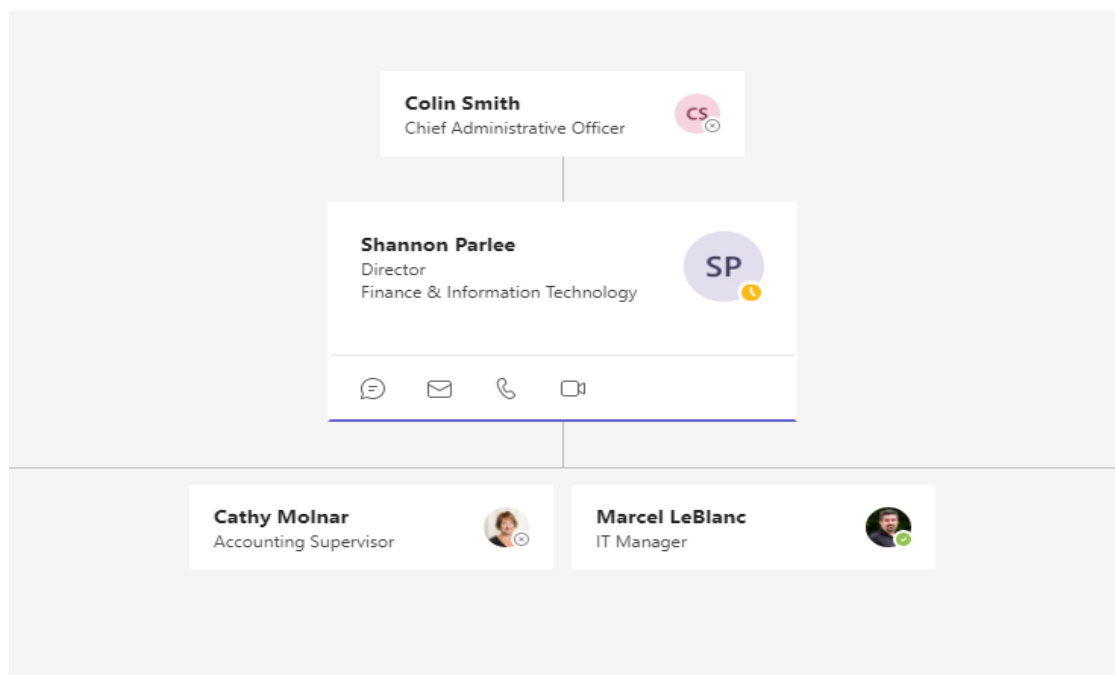 Colin Smith
Chief Administrative Officer
CS
Shannon Parlee
Director
Finance & Information Technology
SP
Cathy Molnar
Accounting Supervisor
Marcel LeBlanc
IT Manager